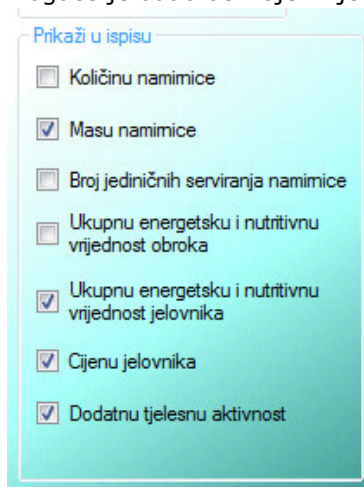 Prikaži u ispisu
Količinu namirnice
Masu namirnice
Broj jediničnih serviranja namirnice
Ukupnu energetsku i nutritivnu
vrijednost obroka
Ukupnu energetsku i nutritivnu
vrijednost jelovnika
Cijenu jelovnika
Dodatnu tjelesnu aktivnost